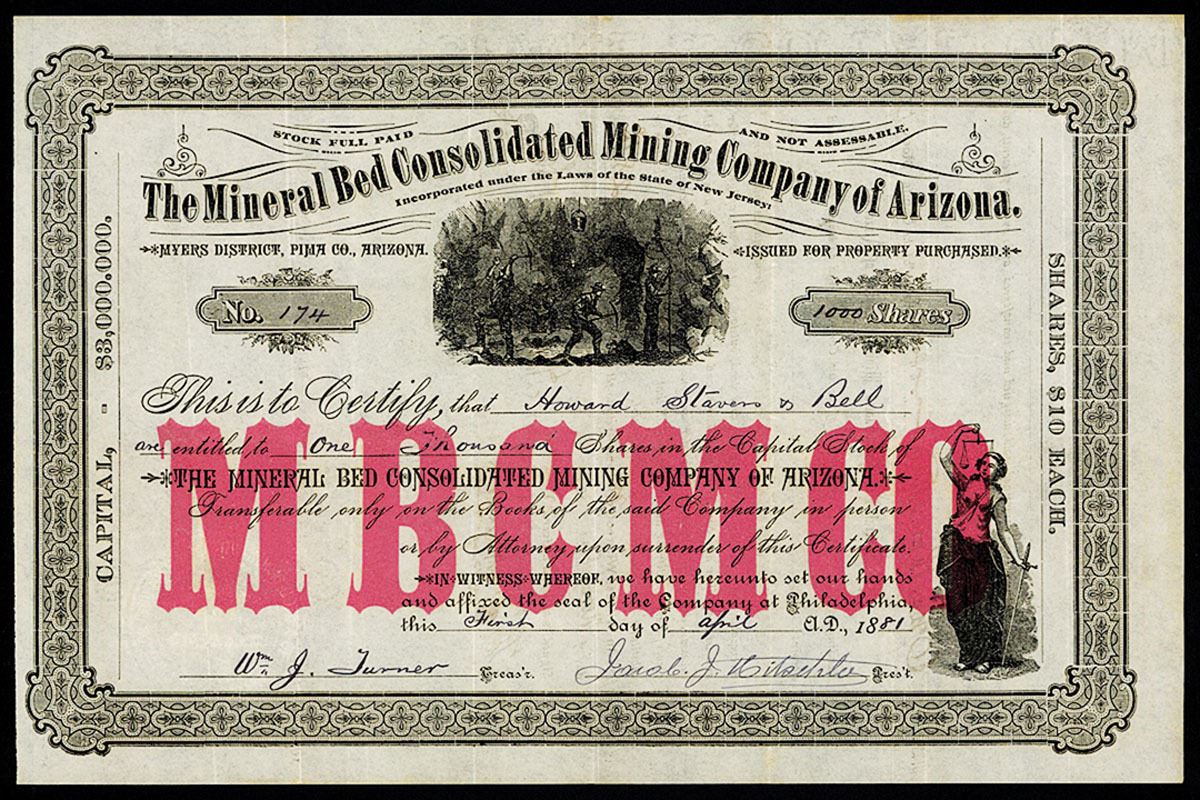 STOCK FULL PAID
AND NOT ASSESSABLE.
The Mineral Bed Consolidated Mining Company of Arizona.
Incorporated under the Laws of the State of New Jersey:
MYERS DISTRICT, PIMA CO., ARIZONA.
ISSUED FOR PROPERTY PURCHASED.
No. 174
1000 Shares
CAPITAL, - $3,000.000.
SHARES, $10 EACH.
This is to Certify, that Howard Stavers & Bell
are entitled to One Thousand Shares in the Capital Stock of
THE MINERAL BED CONSOLIDATED MINING COMPANY OF ARIZONA.
Transferable only on the Books of the said Company in person
or by Attorney, upon surrender of this Certificate.
IN WITNESS WHEREOF, we have hereunto set our hands
and affixed the seal of the Company at Philadelphia,
this First day of April A.D., 1881
M B C M CO
Wm J. Turner Treas'r.
Jacob. J. Pres't.